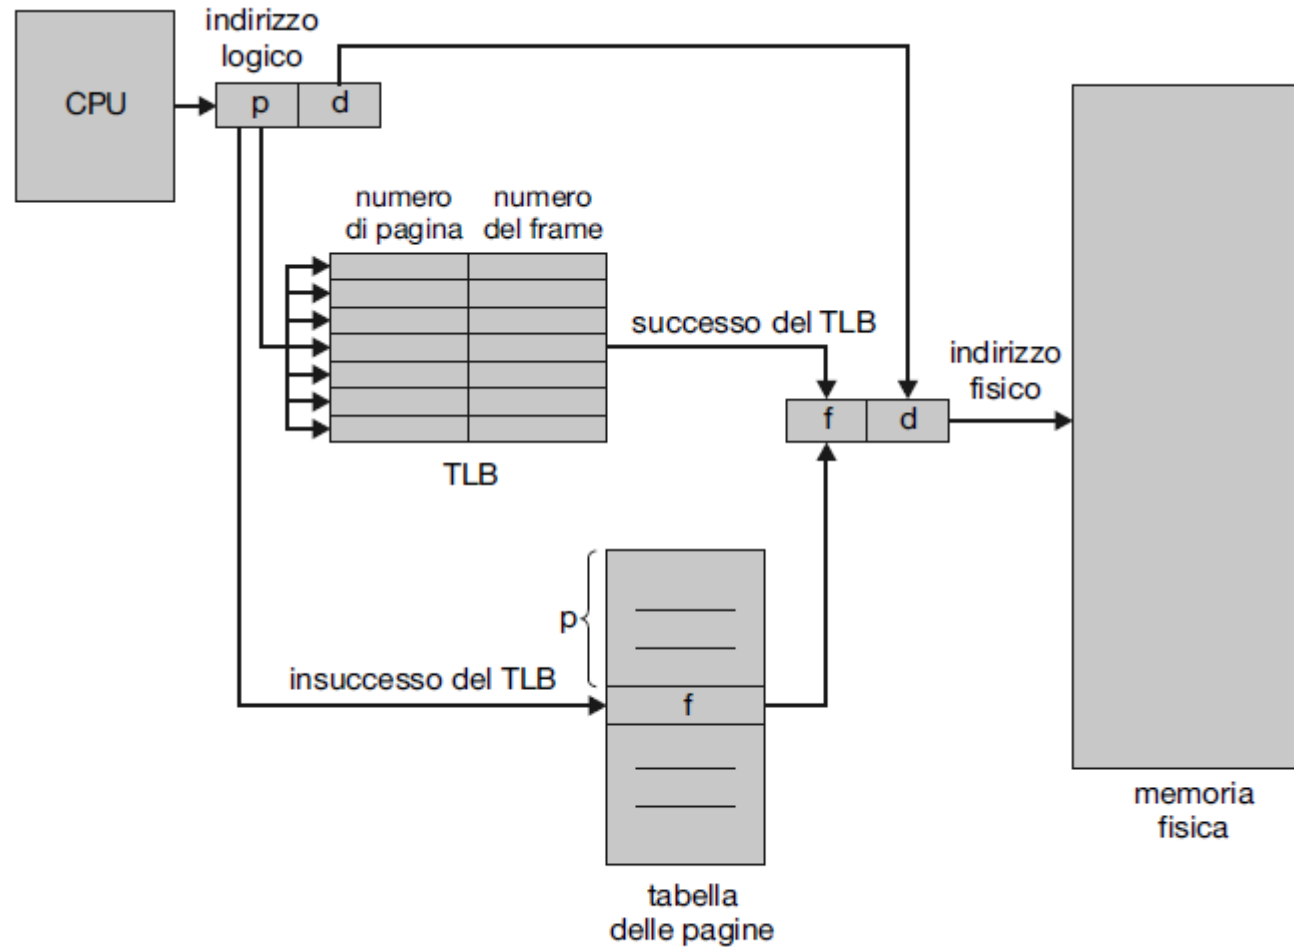 indirizzo
logico
CPU
p
d
numero
di pagina
numero
del frame
successo del TLB
indirizzo
fisico
f
d
TLB
p
insuccesso del TLB
f
memoria
fisica
tabella
delle pagine